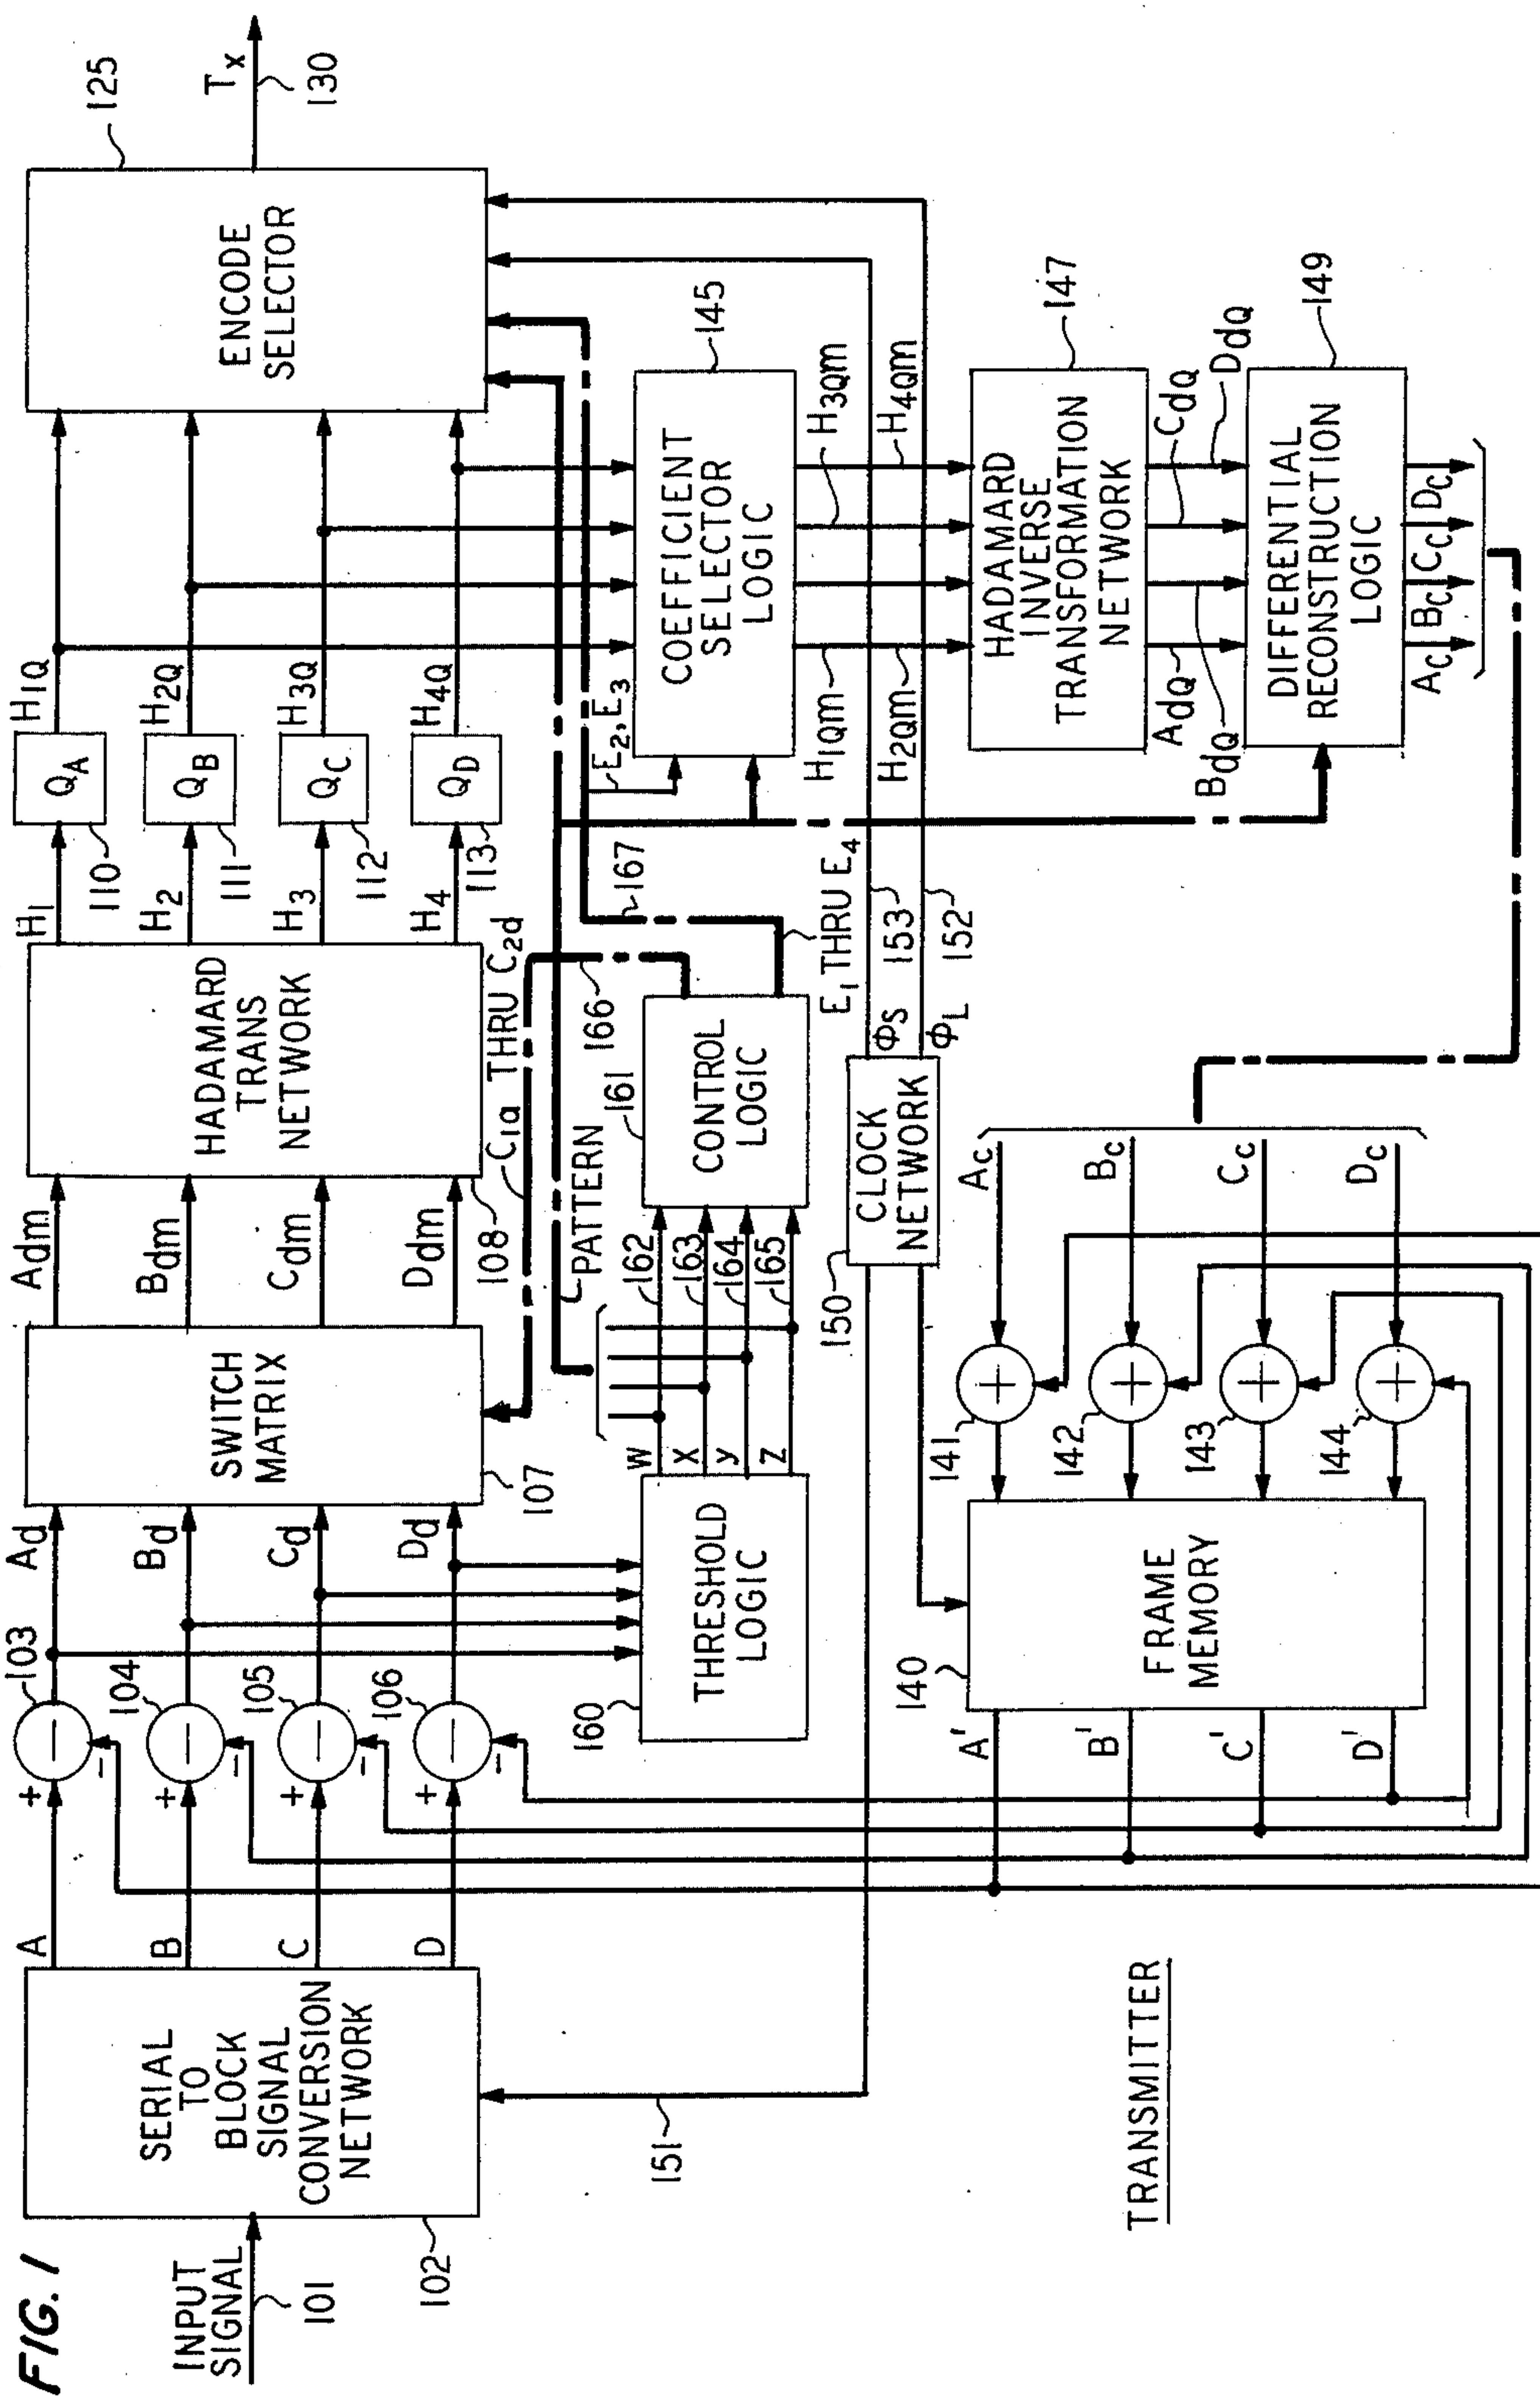 FIG. 1
INPUT
SIGNAL
101
102
SERIAL
TO
BLOCK
SIGNAL
CONVERSION
NETWORK
A
B
C
D
+
-
103
+
-
104
+
-
105
+
-
106
Ad
Bd
Cd
Dd
SWITCH
MATRIX
107
Adm
Bdm
Cdm
Ddm
HADAMARD
TRANS
NETWORK
108
H1
H2
H3
H4
QA
QB
QC
QD
110
111
112
113
H1Q
H2Q
H3Q
H4Q
ENCODE
SELECTOR
125
Tx
130
THRESHOLD
LOGIC
160
W
X
y
Z
PATTERN
162
163
164
165
CONTROL
LOGIC
161
C1a THRU C2d
166
167
E1 THRU E4
E2, E3
COEFFICIENT
SELECTOR
LOGIC
145
H1Qm
H2Qm
H3Qm
H4Qm
151
150
CLOCK
NETWORK
ΦS
ΦL
153
152
HADAMARD
INVERSE
TRANSFORMATION
NETWORK
147
AdQ
BdQ
CdQ
DdQ
DIFFERENTIAL
RECONSTRUCTION
LOGIC
149
Ac
Bc
Cc
Dc
A'
B'
C'
D'
140
FRAME
MEMORY
141
142
143
144
+
+
+
+
Ac
Bc
Cc
Dc
TRANSMITTER